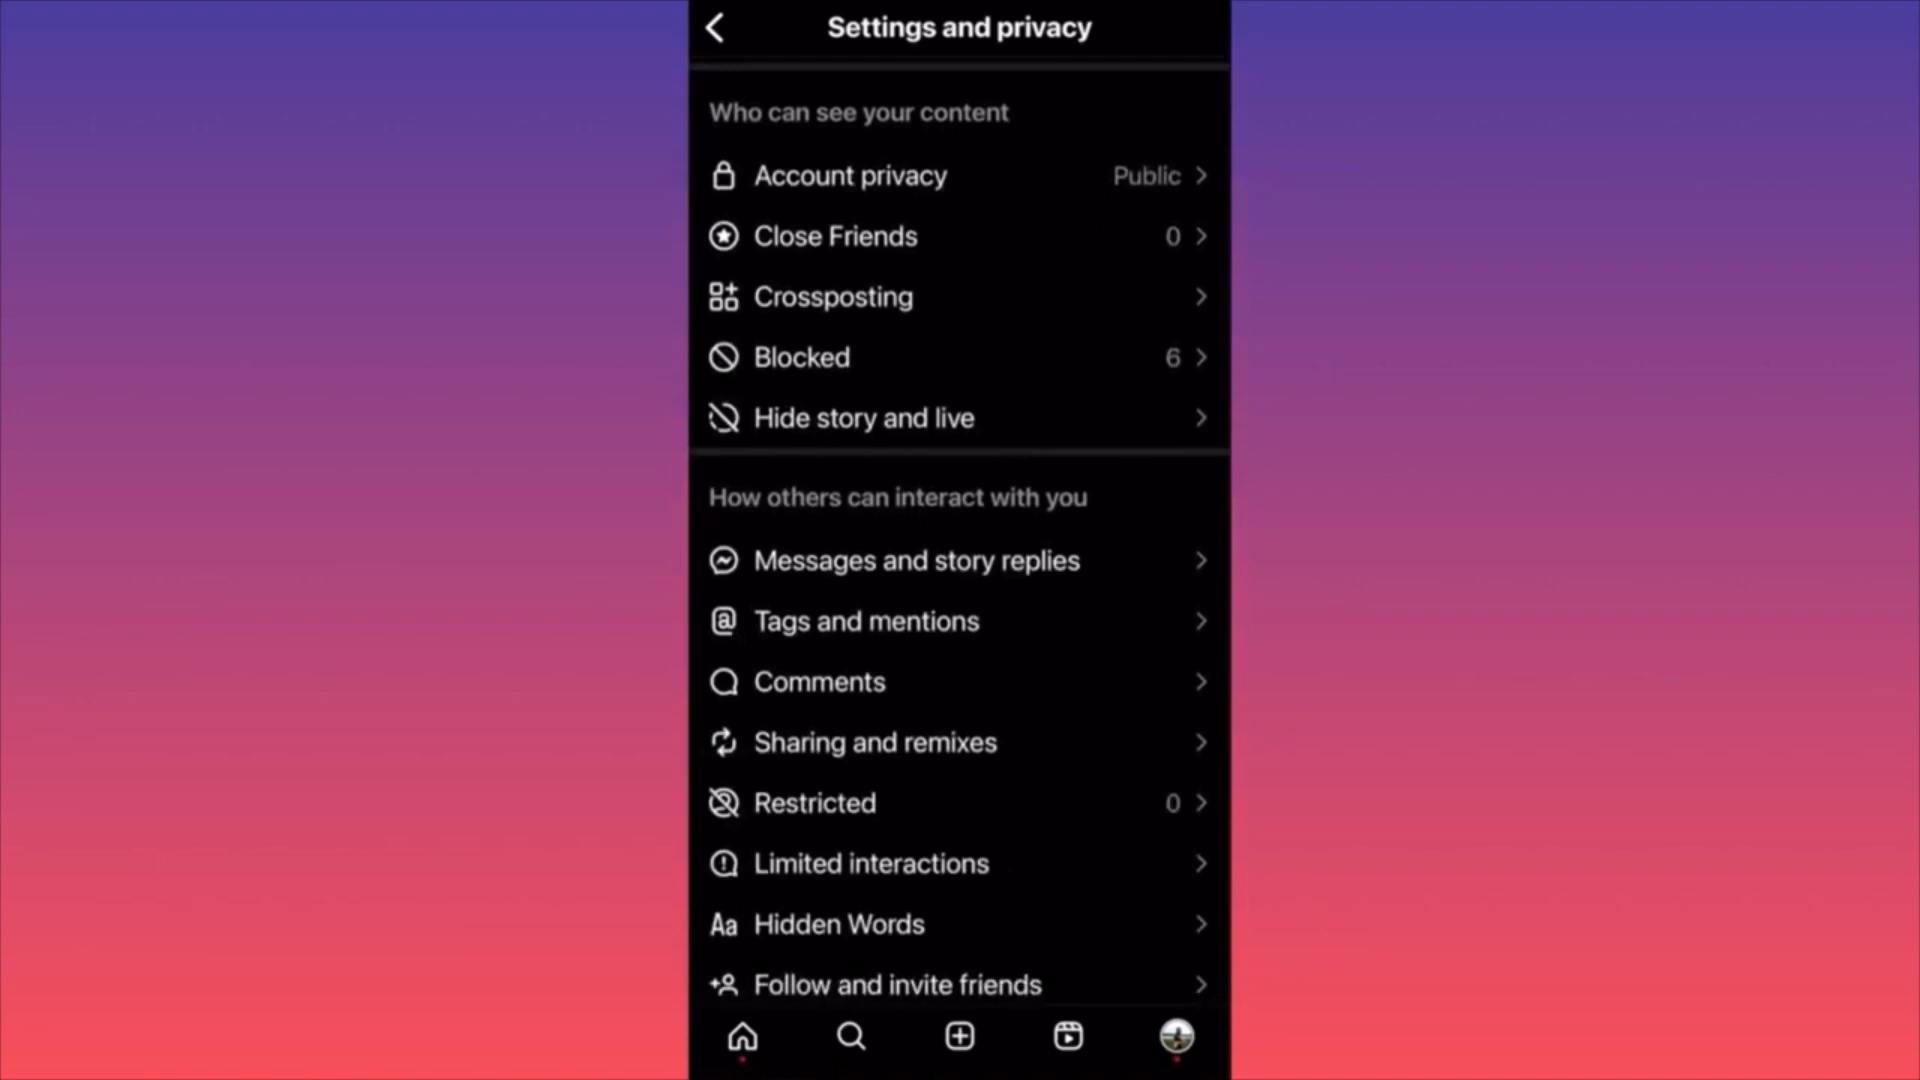 Settings and privacy
Who can see your content
Account privacy Public
Close Friends 0
Crossposting
Blocked 6
Hide story and live
How others can interact with you
Messages and story replies
Tags and mentions
Comments
Sharing and remixes
Restricted 0
Limited interactions
Aa Hidden Words
Follow and invite friends